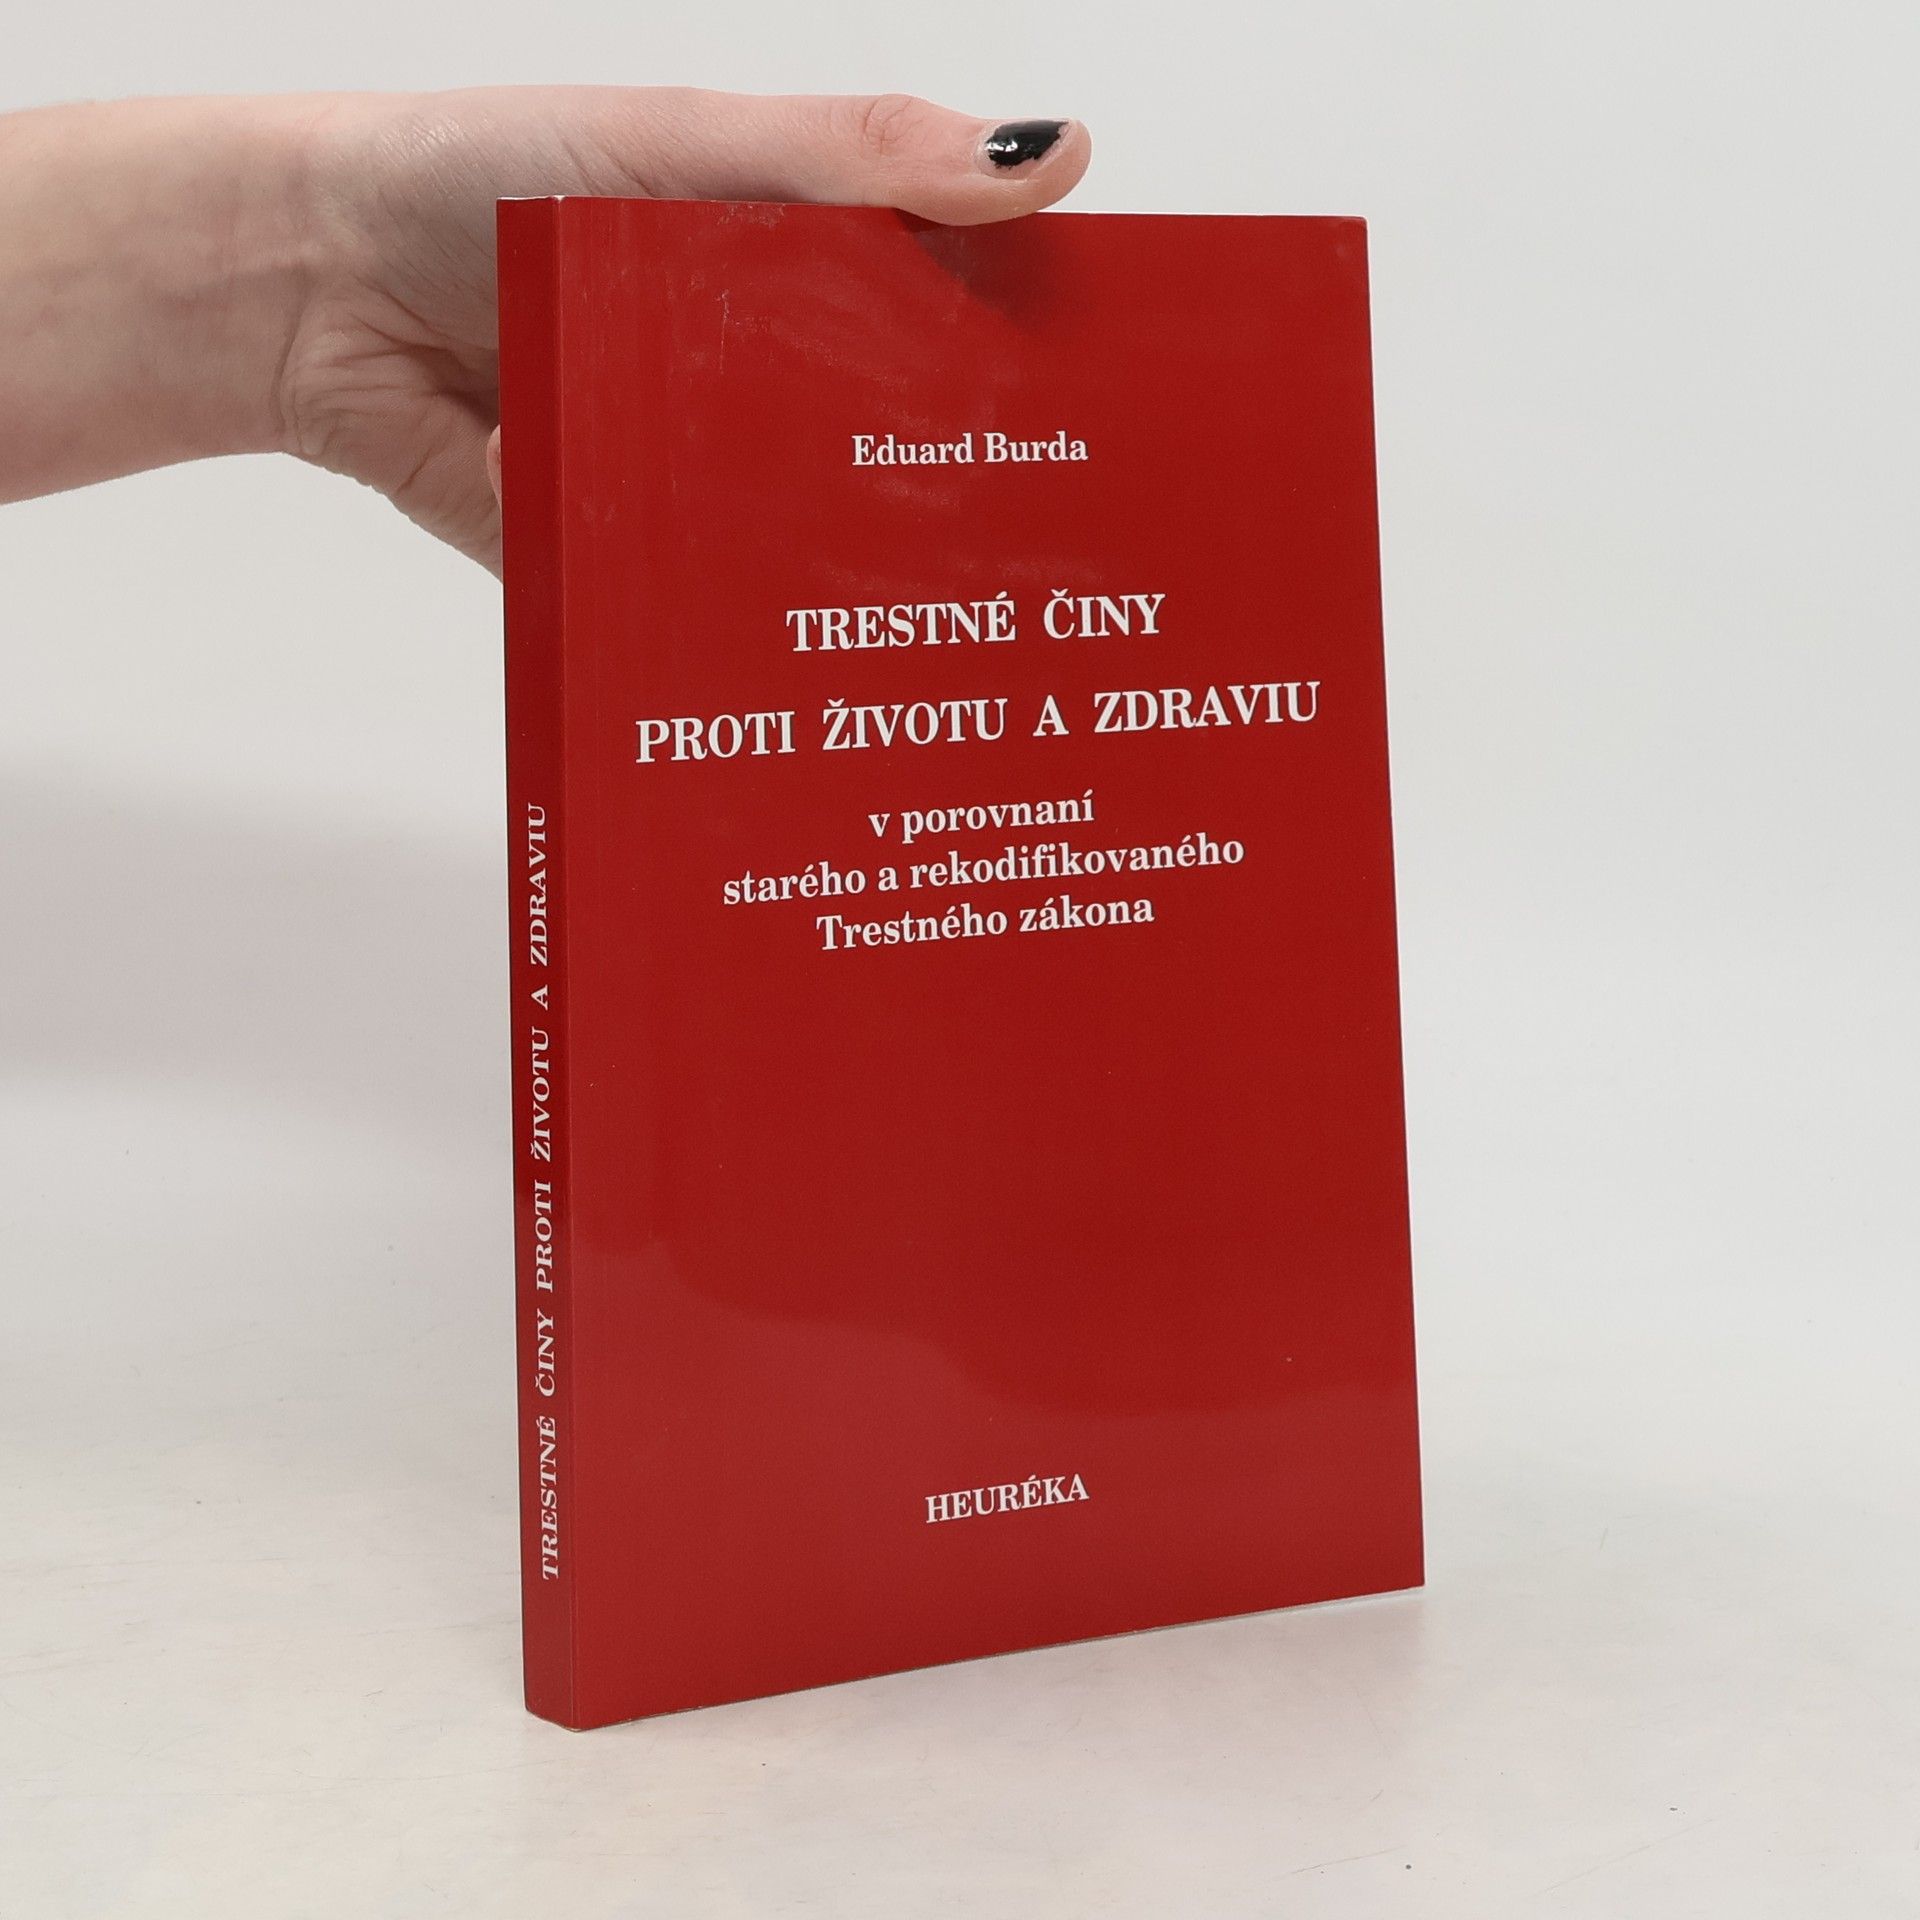 Eduard Burda
TRESTNÉ ČINY
PROTI ŽIVOTU A ZDRAVIU
v porovnaní
starého a rekodifikovaného
Trestného zákona
HEURÉKA
TRESTNÉ ČINY PROTI ŽIVOTU A ZDRAVIU